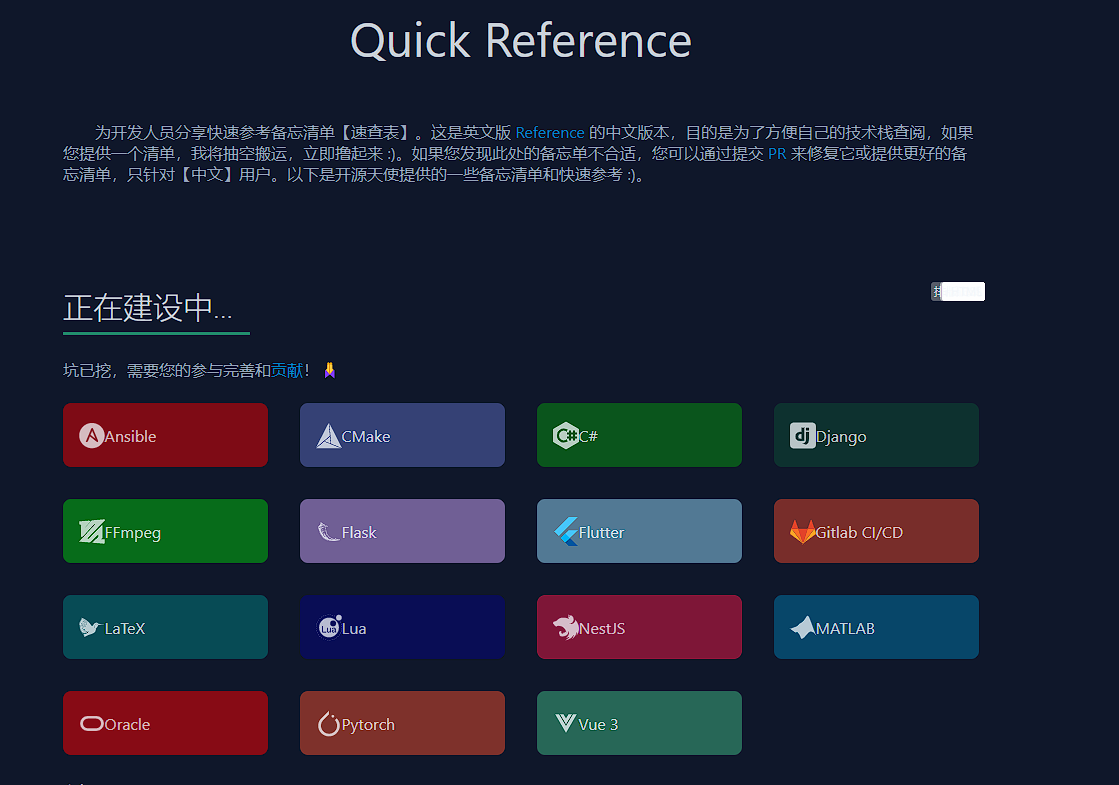 Quick Reference
为开发人员分享快速参考备忘清单【速查表】。这是英文版 Reference 的中文版本，目的是为了方便自己的技术栈查阅，如果
您提供一个清单，我将抽空搬运，立即撸起来 :)。如果您发现此处的备忘单不合适，您可以通过提交 PR 来修复它或提供更好的备
忘清单，只针对【中文】用户。以下是开源天使提供的一些备忘清单和快速参考 :)。
正在建设中...
坑已挖，需要您的参与完善和贡献！
Ansible
CMake
C#
Django
FFmpeg
Flask
Flutter
Gitlab CI/CD
LaTeX
Lua
NestJS
MATLAB
Oracle
Pytorch
Vue 3